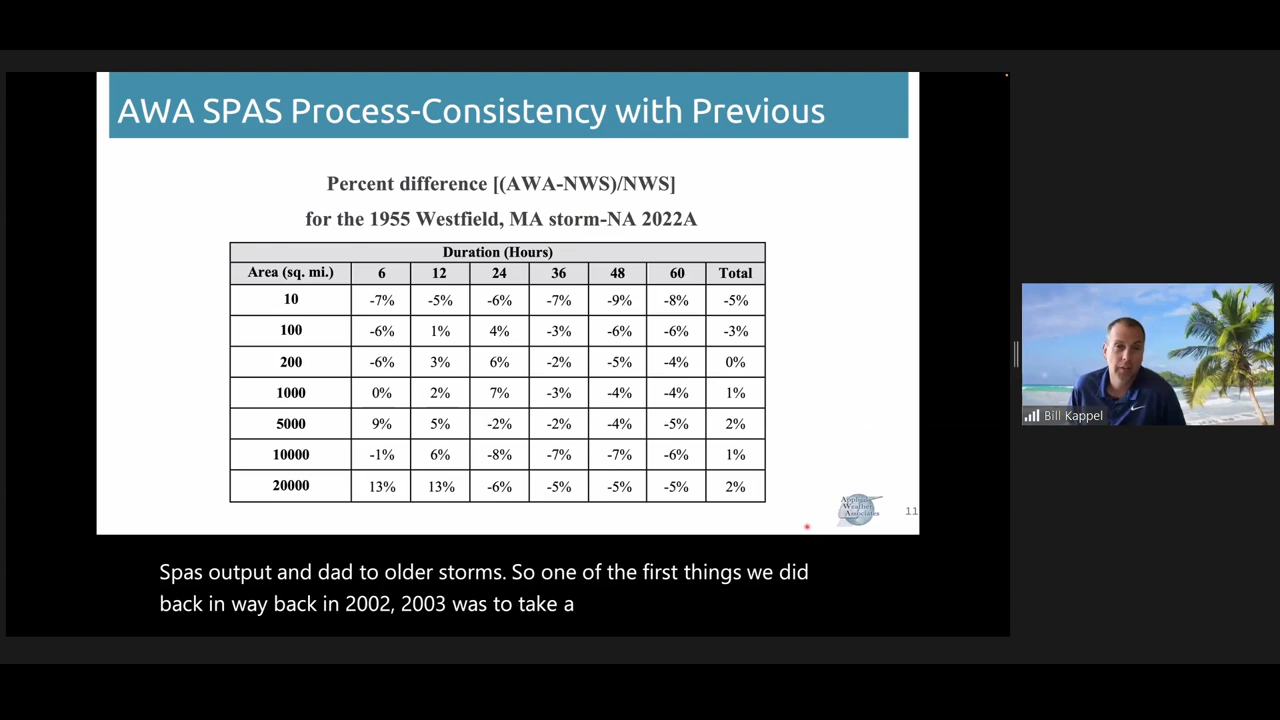 AWA SPAS Process-Consistency with Previous
Percent difference [(AWA-NWS)/NWS]
for the 1955 Westfield, MA storm-NA 2022A
Duration (Hours)
Area (sq. mi.) 6 12 24 36 48 60 Total
10 -7% -5% -6% -7% -9% -8% -5%
100 -6% 1% 4% -3% -6% -6% -3%
200 -6% 3% 6% -2% -5% -4% 0%
1000 0% 2% 7% -3% -4% -4% 1%
5000 9% 5% -2% -2% -4% -5% 2%
10000 -1% 6% -8% -7% -7% -6% 1%
20000 13% 13% -6% -5% -5% -5% 2%
Applied
Weather
Associates
11
Bill Kappel
Spas output and dad to older storms. So one of the first things we did
back in way back in 2002, 2003 was to take a